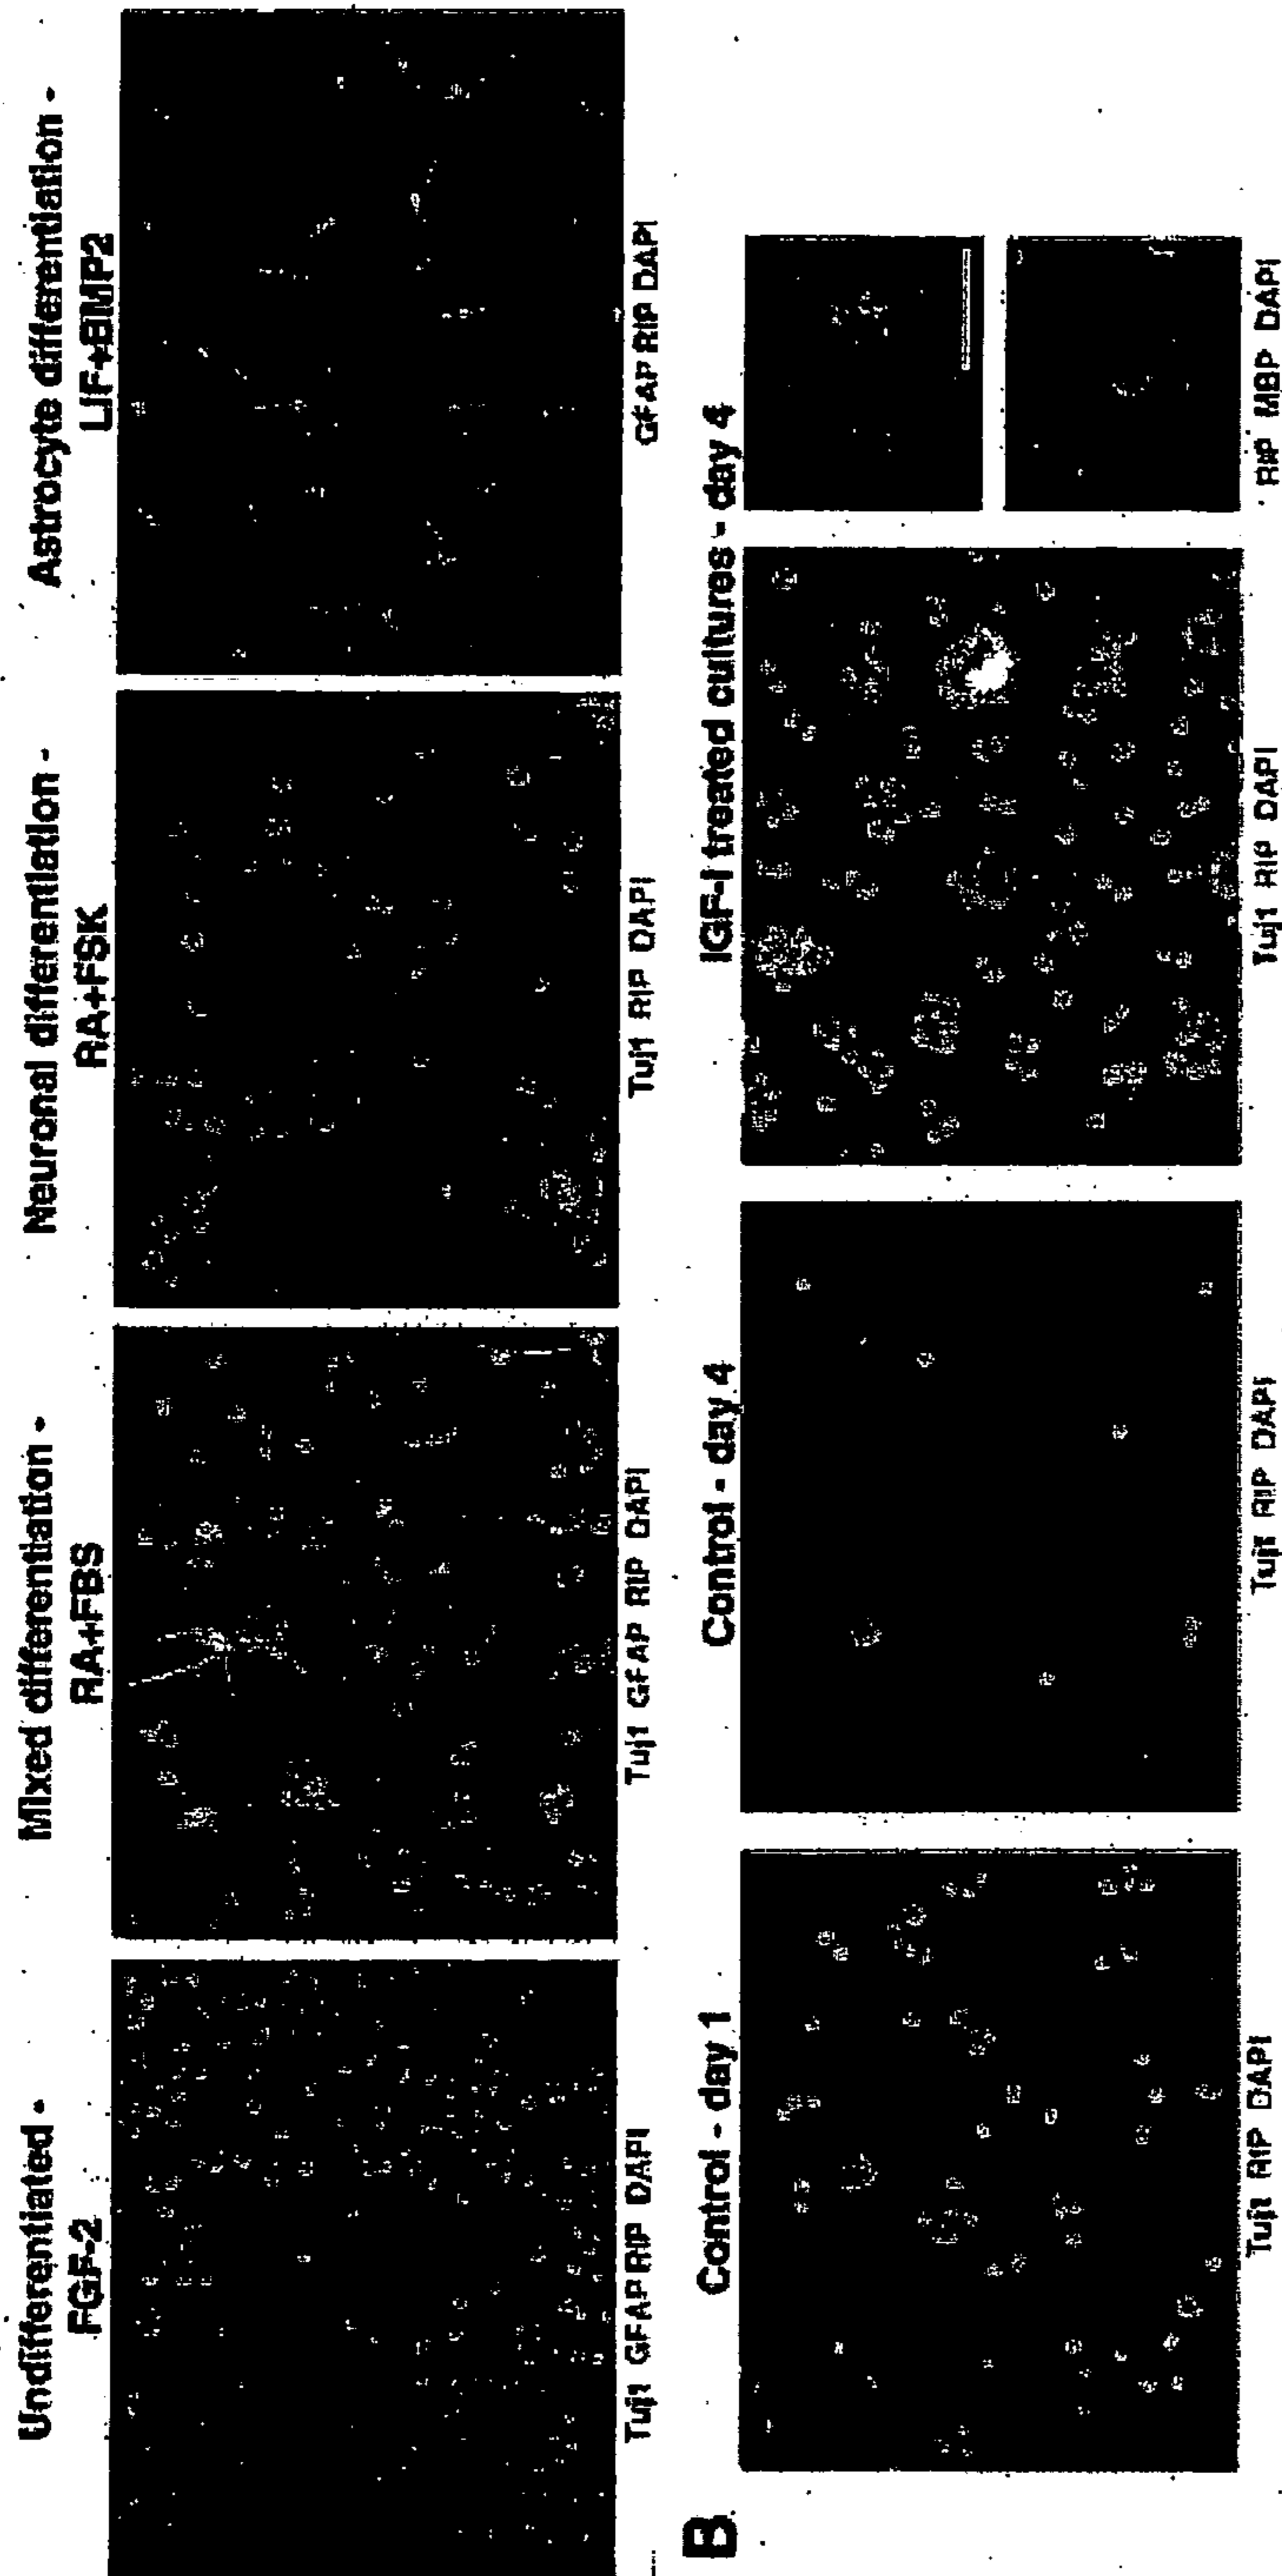 Undifferentiated -
FGF-2
Tuj1 GFAP RIP DAPI
Mixed differentiation -
RA+FBS
Tuj1 GFAP RIP DAPI
Neuronal differentiation -
RA+FSK
Tuj1 RIP DAPI
Astrocyte differentiation -
LIF+BMP2
GFAP RIP DAPI
B
Control - day 1
Tuj1 RIP DAPI
Control - day 4
Tuj1 RIP DAPI
IGF-I treated cultures - day 4
Tuj1 RIP DAPI
RIP MBP DAPI